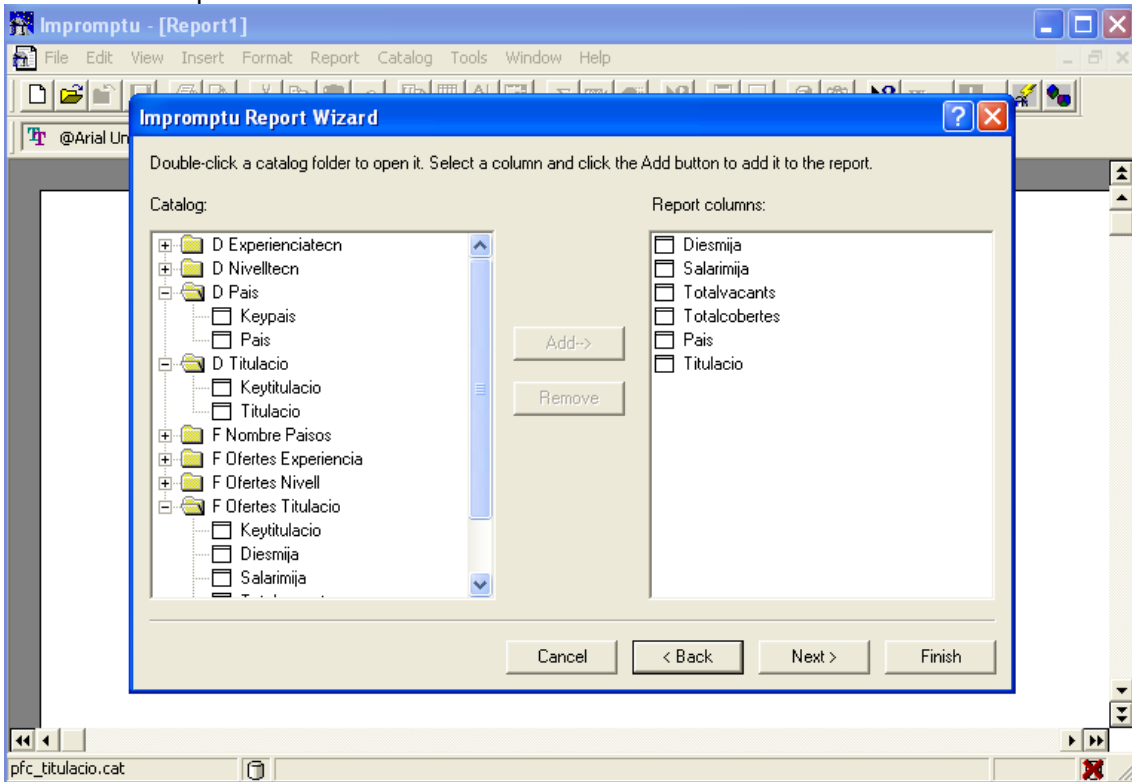 Impromptu - [Report1]
File Edit View Insert Format Report Catalog Tools Window Help
@Arial Un
Impromptu Report Wizard
Double-click a catalog folder to open it. Select a column and click the Add button to add it to the report.
Catalog:
Report columns:
D Experienciatecn
D Nivelltecn
D Pais
Keypais
Pais
D Titulacio
Keytitulacio
Titulacio
F Nombre Paisos
F Ofertes Experiencia
F Ofertes Nivell
F Ofertes Titulacio
Keytitulacio
Diesmija
Salarimija
Add-->
Remove
Diesmija
Salarimija
Totalvacants
Totalcobertes
Pais
Titulacio
Cancel
< Back
Next >
Finish
pfc_titulacio.cat